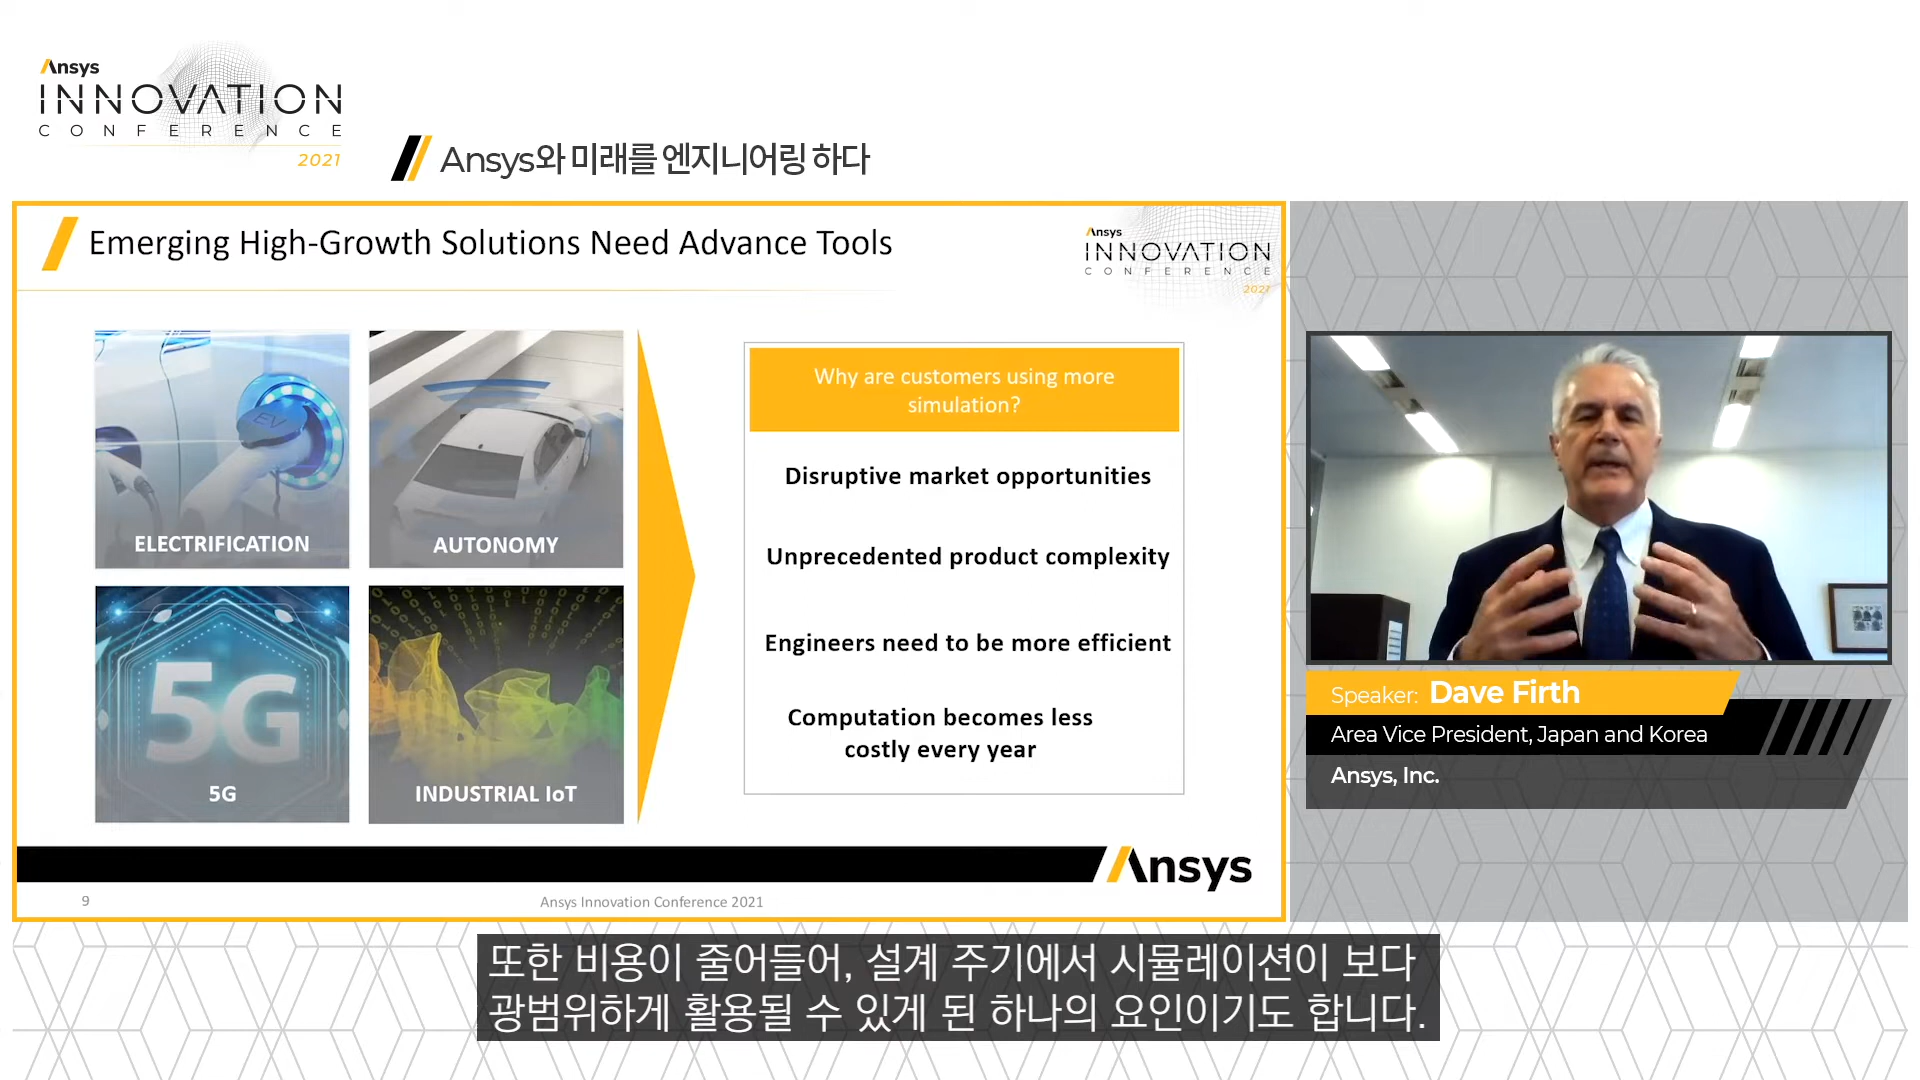 Ansys
INNOVATION
CONFERENCE
2021
Ansys와 미래를 엔지니어링 하다
Emerging High-Growth Solutions Need Advance Tools
Ansys
INNOVATION
CONFERENCE
2021
EV
ELECTRIFICATION
AUTONOMY
5G
5G
INDUSTRIAL IoT
Why are customers using more
simulation?
Disruptive market opportunities
Unprecedented product complexity
Engineers need to be more efficient
Computation becomes less
costly every year
Ansys
9
Ansys Innovation Conference 2021
Speaker: Dave Firth
Area Vice President, Japan and Korea
Ansys, Inc.
또한 비용이 줄어들어, 설계 주기에서 시뮬레이션이 보다
광범위하게 활용될 수 있게 된 하나의 요인이기도 합니다.